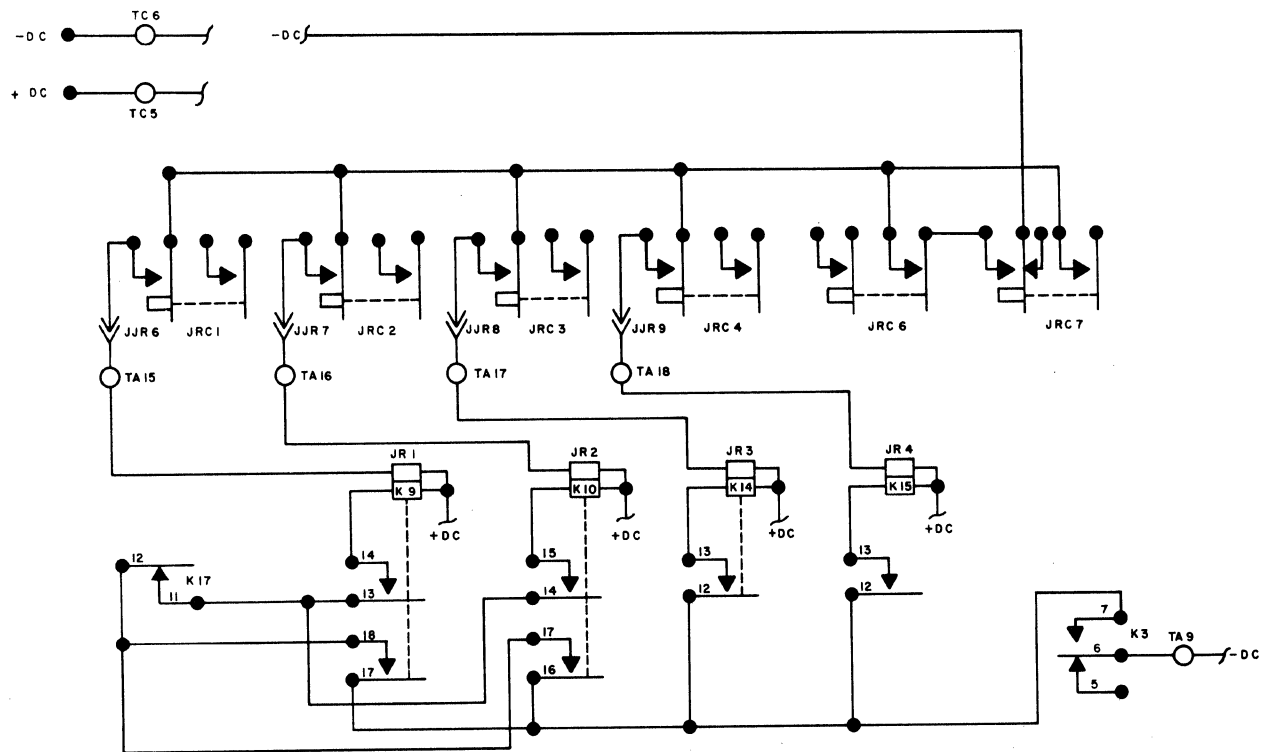 TC6
-DC
-DC
+ DC
TC5
JJR6 JRC1 JJR7 JRC2 JJR8 JRC3 JJR9 JRC4 JRC6 JRC7
TA15 TA16 TA17 TA18
JR1 JR2 JR3 JR4
K9 K10 K14 K15
+DC +DC +DC +DC
12 14 15 13 13
K17
11 13 14 12 12
7
K3 TA9
18 17 6 -DC
17 16 5